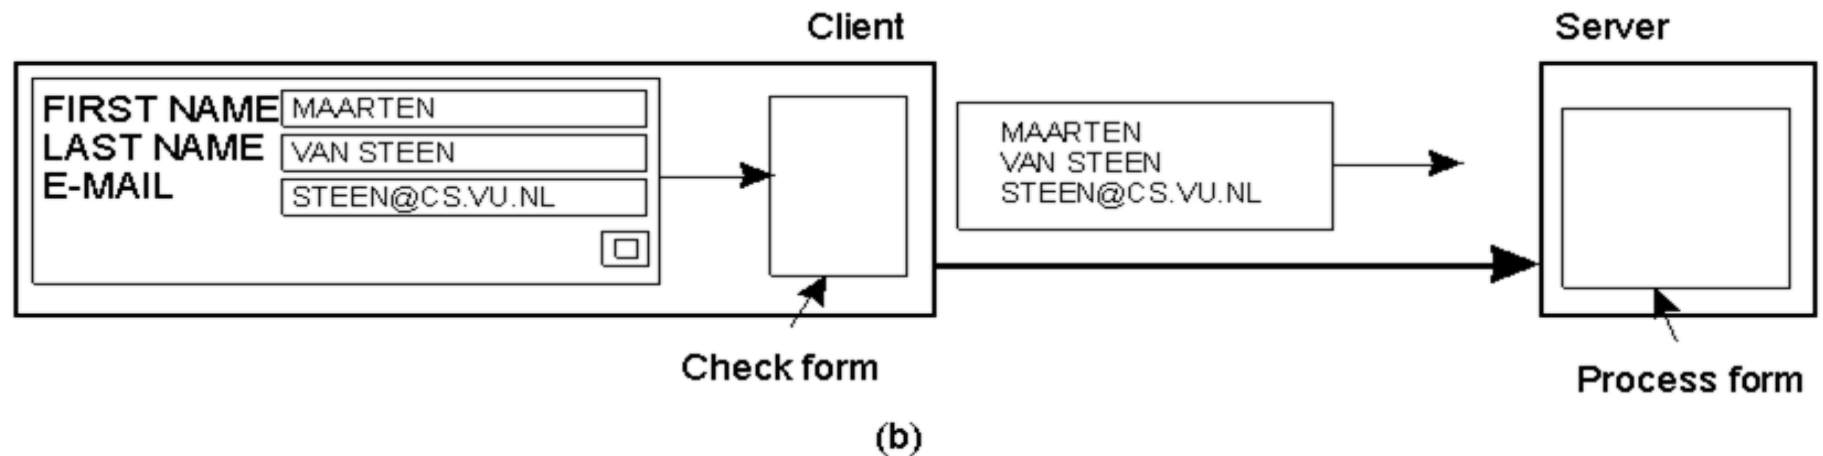 Client
Server
FIRST NAME MAARTEN
LAST NAME VAN STEEN
E-MAIL STEEN@CS.VU.NL
MAARTEN
VAN STEEN
STEEN@CS.VU.NL
Check form
Process form
(b)